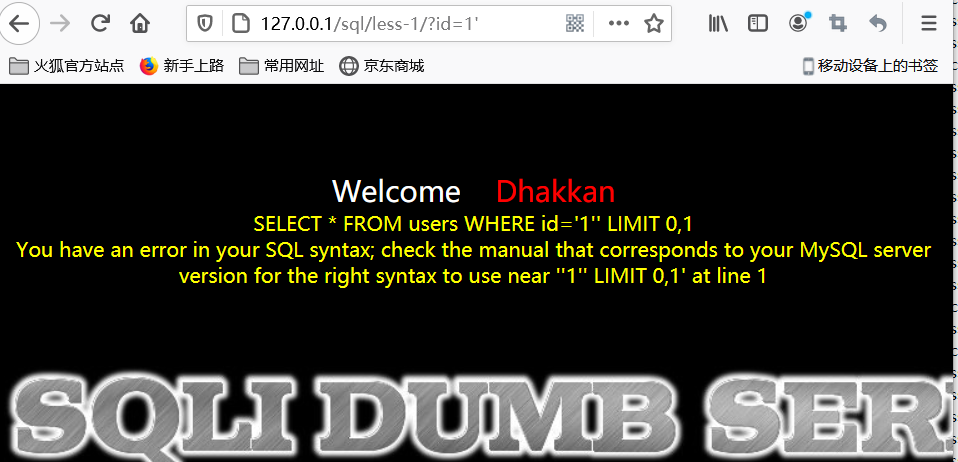 127.0.0.1/sql/less-1/?id=1'
火狐官方站点 新手上路 常用网址 京东商城 移动设备上的书签
Welcome Dhakkan
SELECT * FROM users WHERE id='1'' LIMIT 0,1
You have an error in your SQL syntax; check the manual that corresponds to your MySQL server
version for the right syntax to use near ''1'' LIMIT 0,1' at line 1
SQLI DUMB SERI